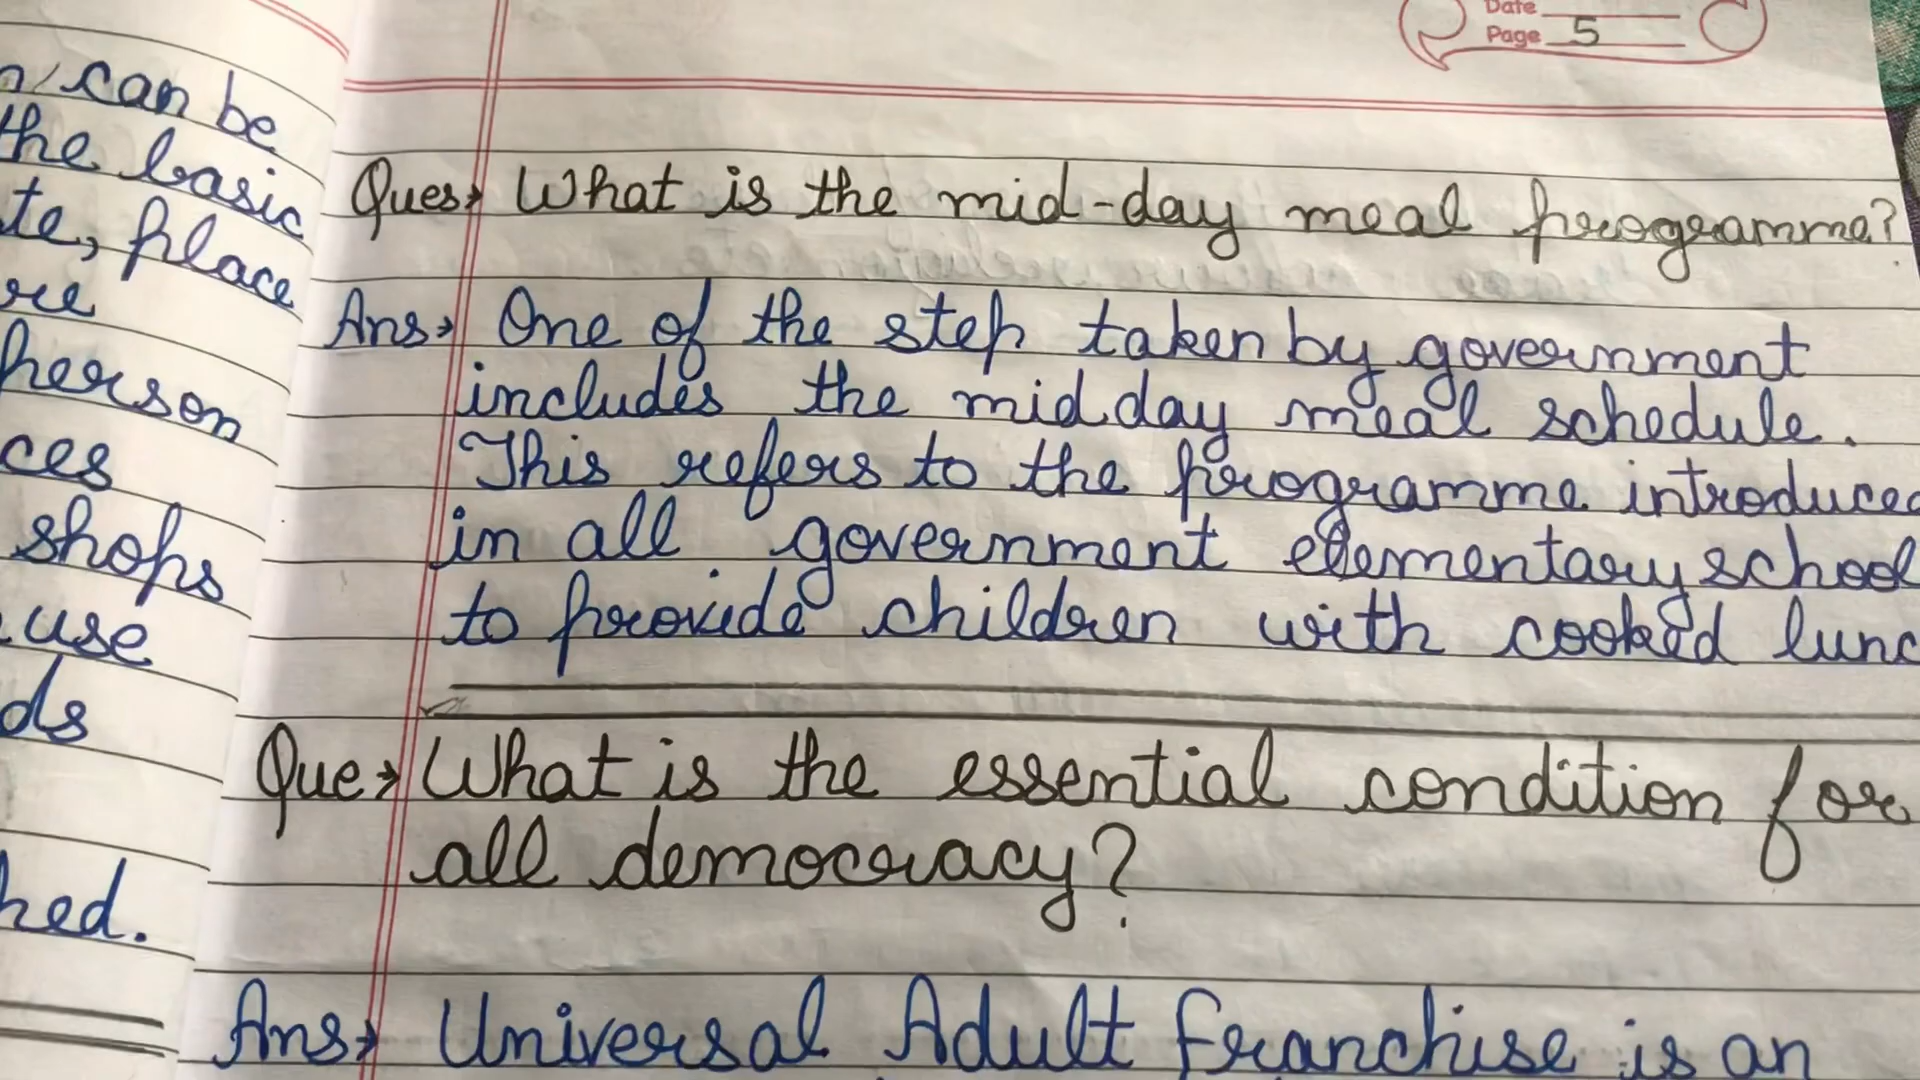 can be
the basic
te, place
re
person
ces
shops
use
ds
hed.
Date
Page 5
Ques→ What is the mid-day meal programme?
Ans→ One of the step taken by government
includes the mid day meal schedule.
This refers to the programme introduced
in all government elementary school
to provide children with cooked lunc
Que→ What is the essential condition for
all democracy?
Ans→ Universal Adult Franchise is an